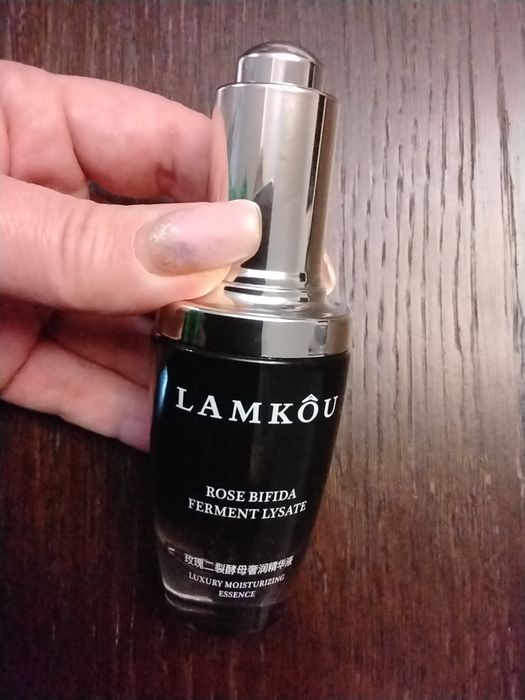 LAMKÔU
ROSE BIFIDA
FERMENT LYSATE
玫瑰二裂酵母奢润精华液
LUXURY MOISTURIZING
ESSENCE